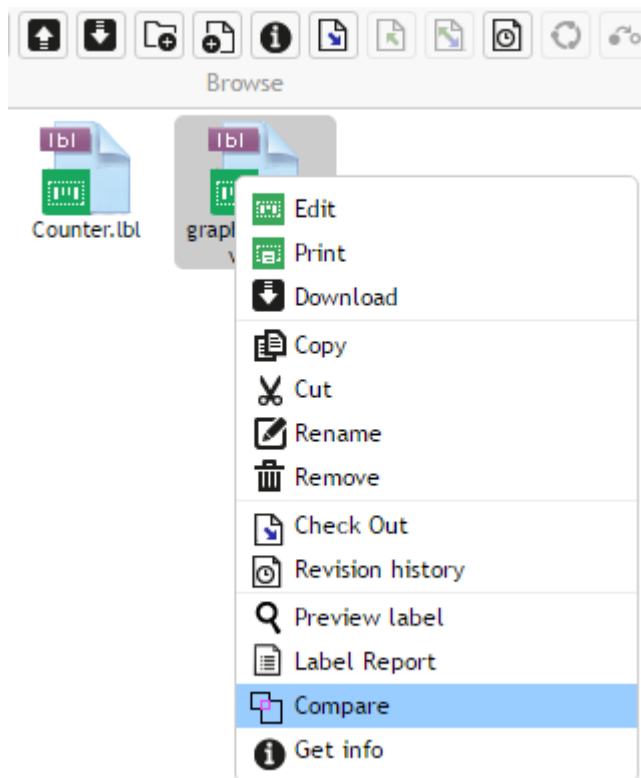 Browse
lbl
lbl
Counter.lbl
Edit
Print
Download
Copy
Cut
Rename
Remove
Check Out
Revision history
Preview label
Label Report
Compare
Get info